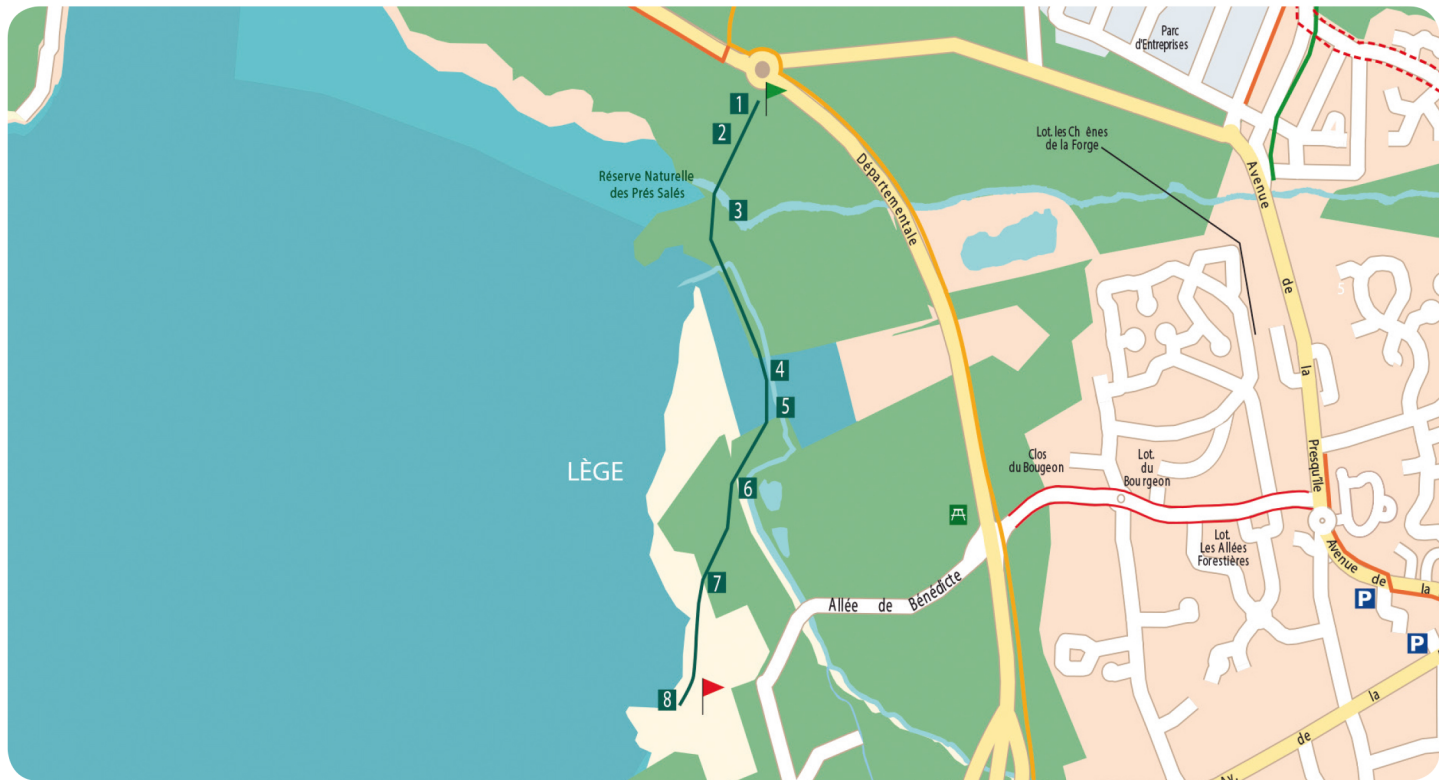 Parc
d'Entreprises
1
2
Lot. les Ch ênes
de la Forge
Départementale
Avenue
de
la
Presqu'île
Réserve Naturelle
des Prés Salés
3
S
4
5
LÈGE
6
Clos
du Bougeon
Lot.
du
Bourgeon
Lot.
Les Allées
Forestières
Avenue de la
7
Allée de Bénédicte
P
P
8
Av. de la